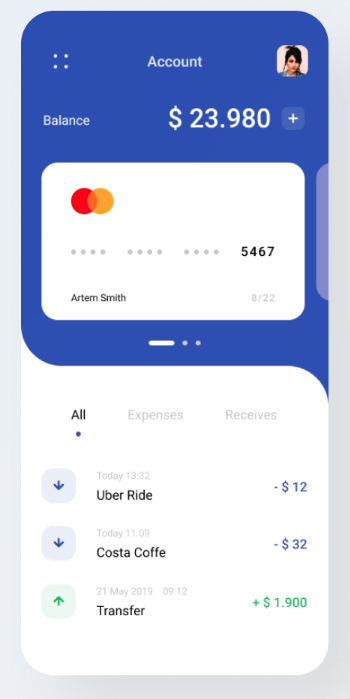 Account
Balance
$ 23.980 +
5467
Artem Smith 8/22
All Expenses Receives
Today 13:32
Uber Ride
- $ 12
Today 11:09
Costa Coffe
- $ 32
21 May 2019 09:12
Transfer
+ $ 1.900